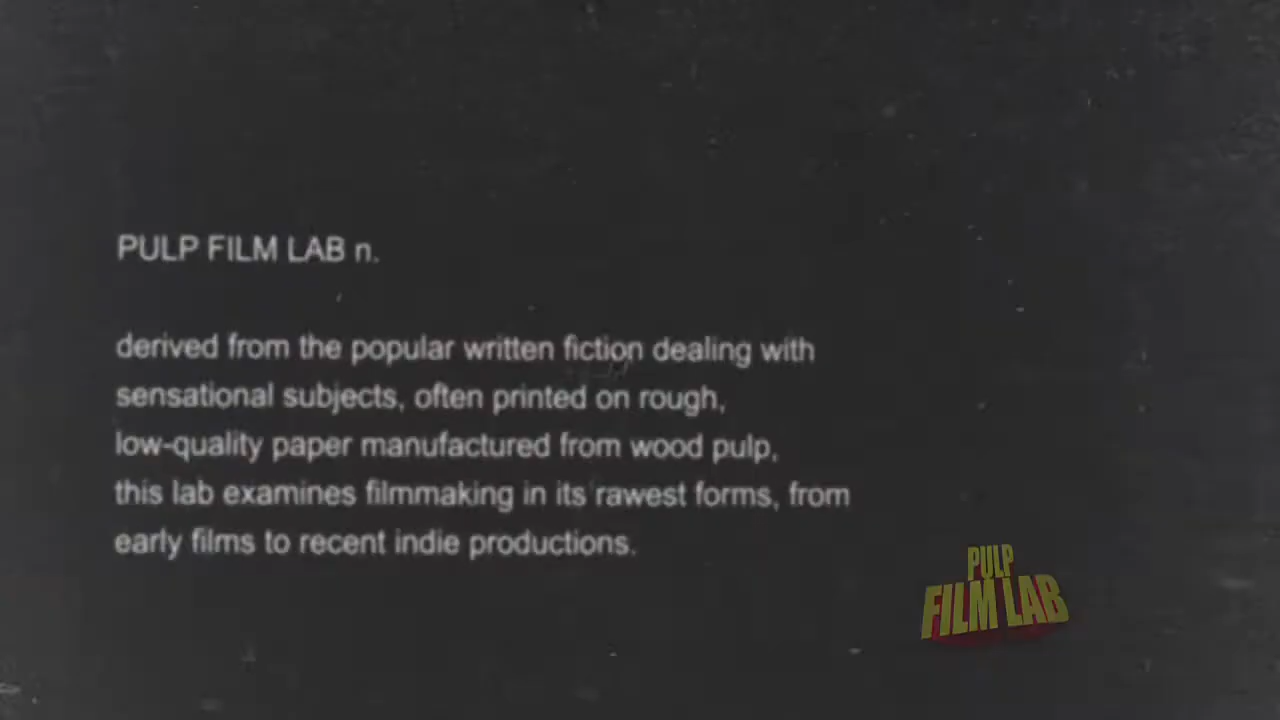 PULP FILM LAB n.
derived from the popular written fiction dealing with
sensational subjects, often printed on rough,
low-quality paper manufactured from wood pulp,
this lab examines filmmaking in its rawest forms, from
early films to recent indie productions.
PULP
FILM LAB